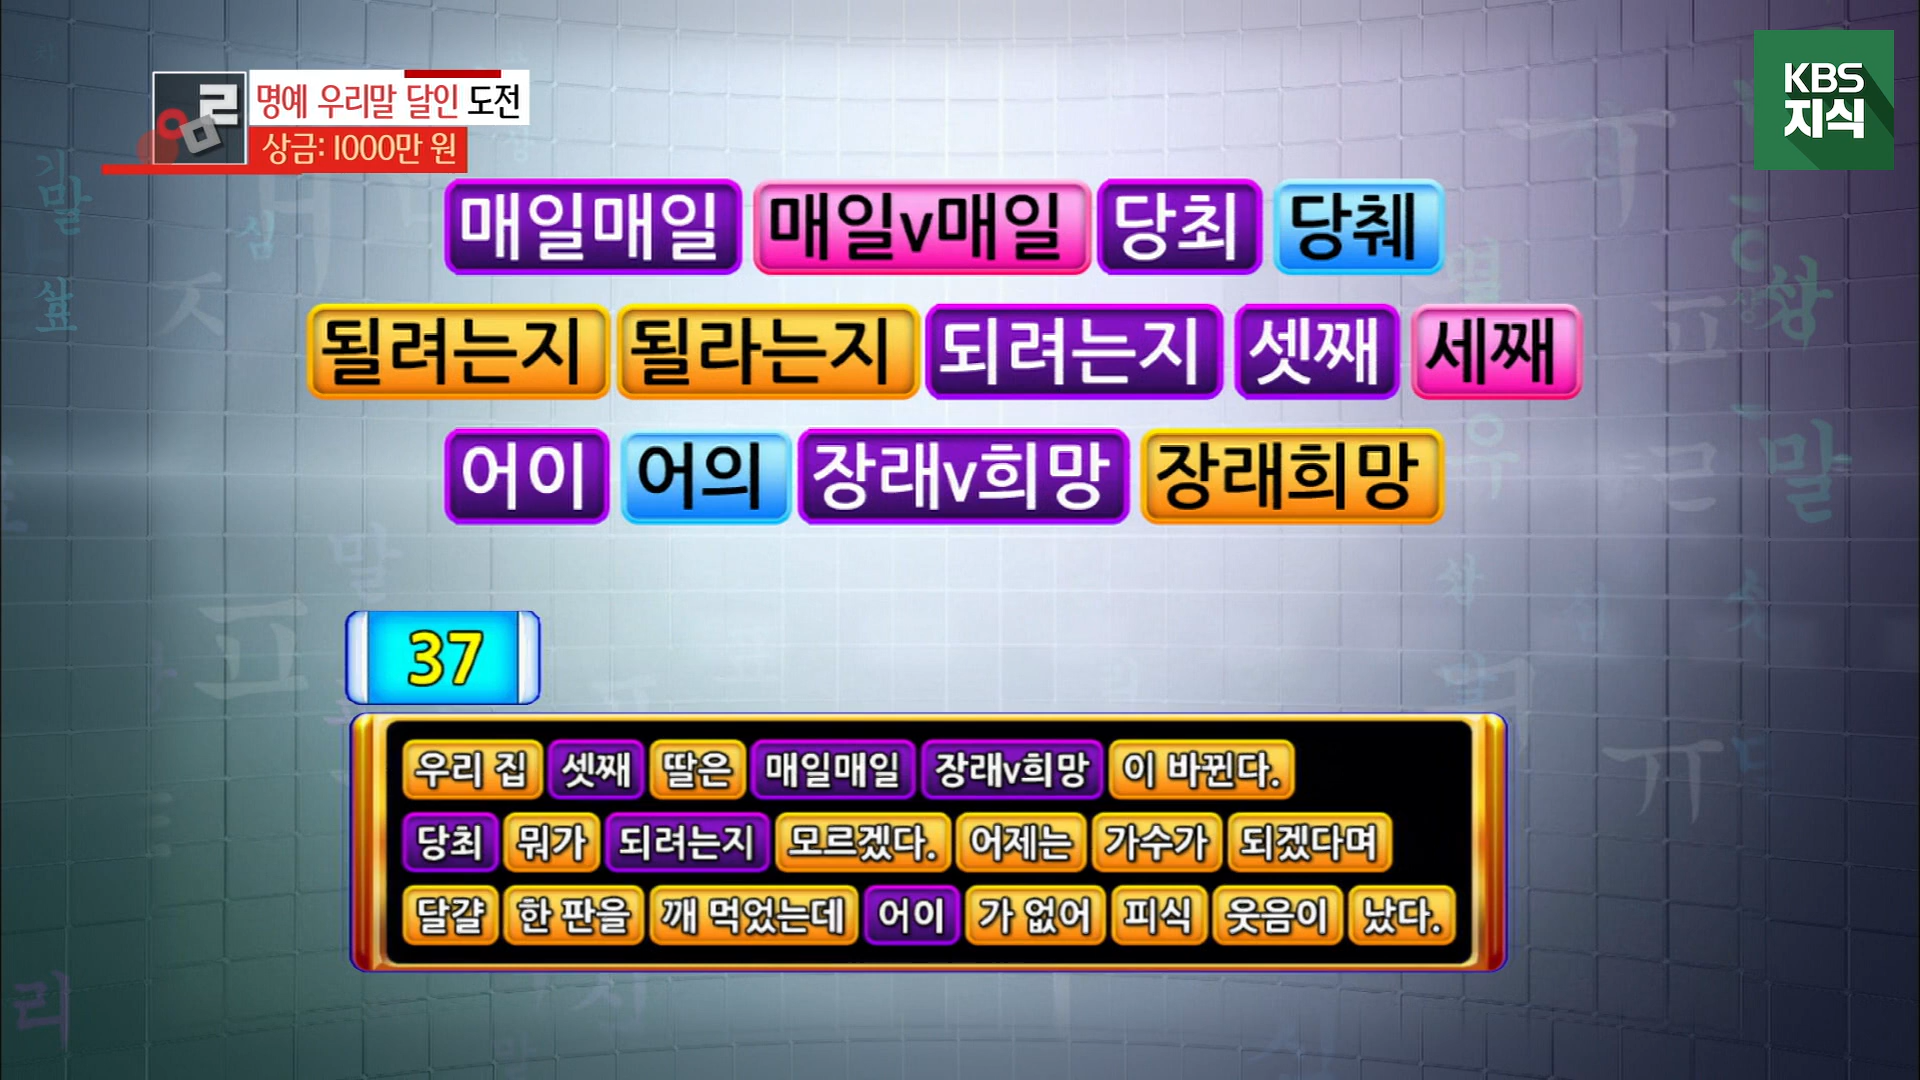 명예 우리말 달인 도전
상금: 1000만 원
KBS
지식
매일매일 매일v매일 당최 당췌
될려는지 될라는지 되려는지 셋째 세째
어이 어의 장래v희망 장래희망
37
우리 집 셋째 딸은 매일매일 장래v희망 이 바뀐다.
당최 뭐가 되려는지 모르겠다. 어제는 가수가 되겠다며
달걀 한 판을 깨 먹었는데 어이 가 없어 피식 웃음이 났다.